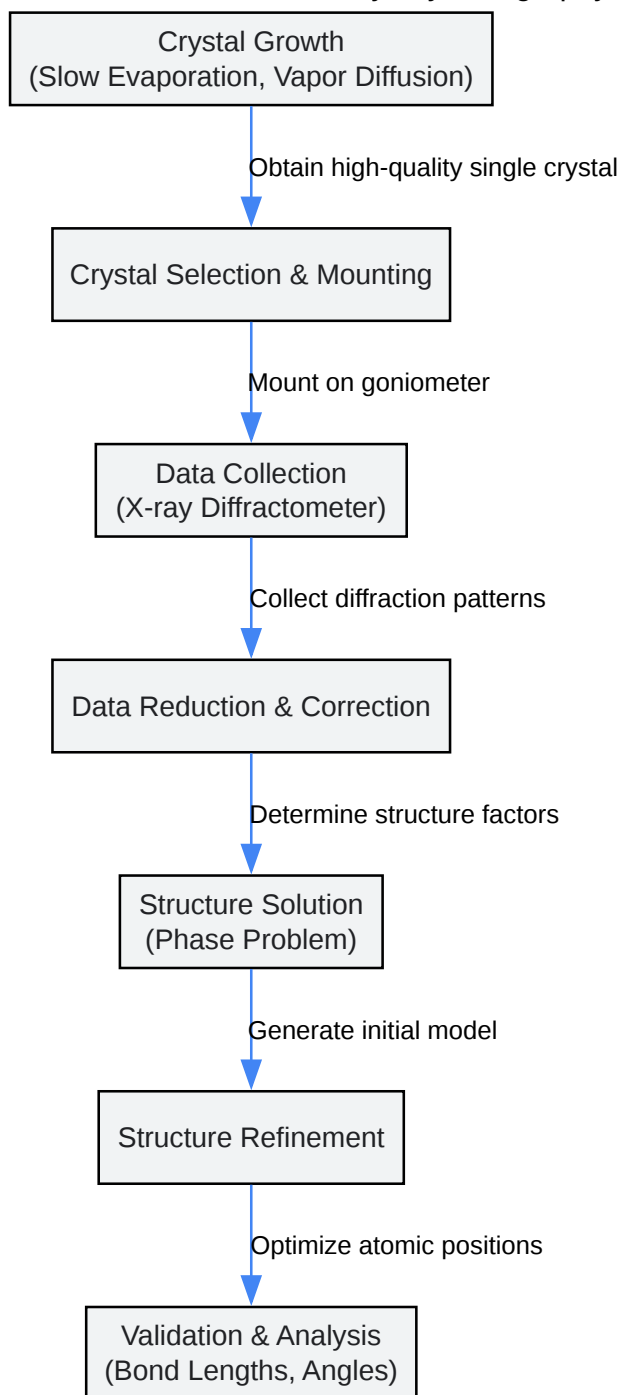 Crystal Growth
(Slow Evaporation, Vapor Diffusion)
Obtain high-quality single crystal
Crystal Selection & Mounting
Mount on goniometer
Data Collection
(X-ray Diffractometer)
Collect diffraction patterns
Data Reduction & Correction
Determine structure factors
Structure Solution
(Phase Problem)
Generate initial model
Structure Refinement
Optimize atomic positions
Validation & Analysis
(Bond Lengths, Angles)